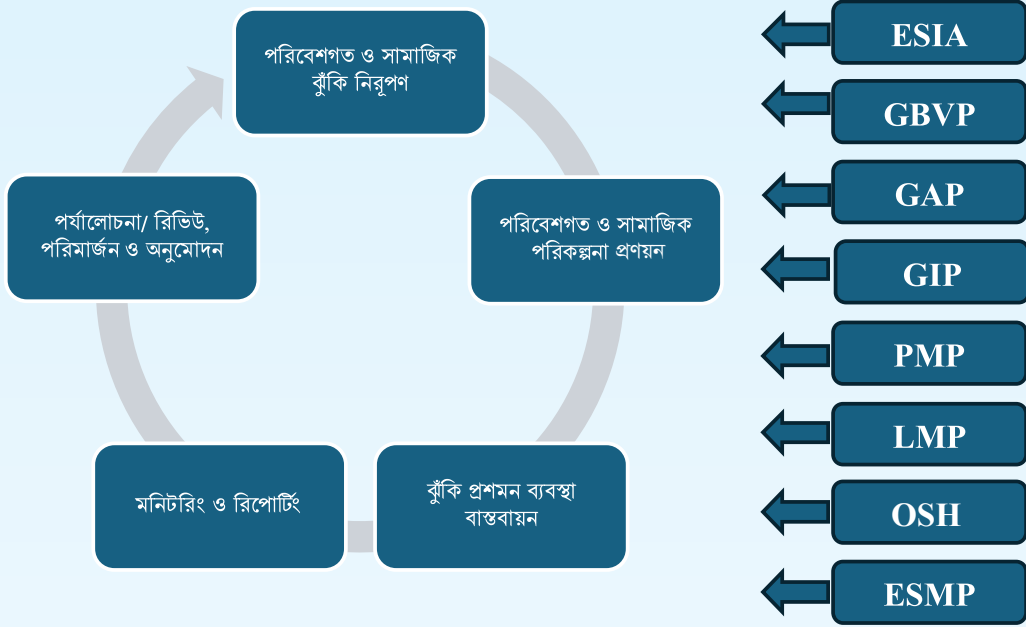 পরিবেশগত ও সামাজিক
ঝুঁকি নিরূপণ
পরিবেশগত ও সামাজিক
পরিকল্পনা প্রণয়ন
ঝুঁকি প্রশমন ব্যবস্থা
বাস্তবায়ন
মনিটরিং ও রিপোর্টিং
পর্যালোচনা/ রিভিউ,
পরিমার্জন ও অনুমোদন
ESIA
GBVP
GAP
GIP
PMP
LMP
OSH
ESMP